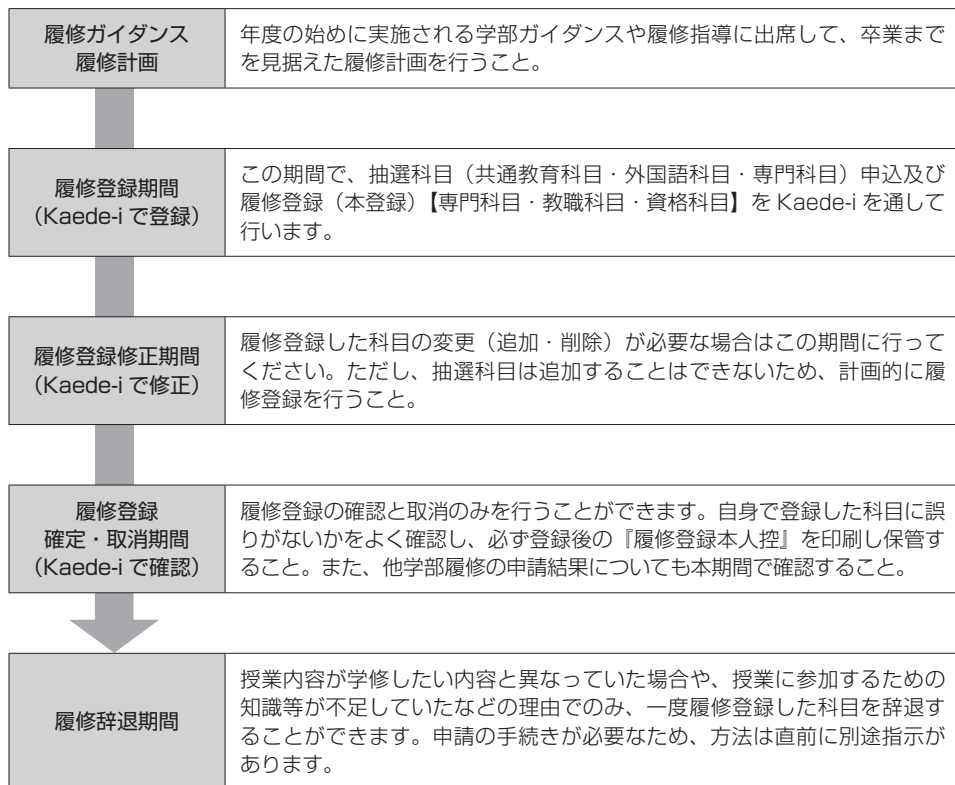 履修ガイダンス
履修計画
年度の始めに実施される学部ガイダンスや履修指導に出席して、卒業まで
を見据えた履修計画を行うこと。
履修登録期間
（Kaede-i で登録）
この期間で、抽選科目（共通教育科目・外国語科目・専門科目）申込及び
履修登録（本登録）【専門科目・教職科目・資格科目】を Kaede-i を通して
行います。
履修登録修正期間
（Kaede-i で修正）
履修登録した科目の変更（追加・削除）が必要な場合はこの期間に行って
ください。ただし、抽選科目は追加することはできないため、計画的に履
修登録を行うこと。
履修登録
確定・取消期間
（Kaede-i で確認）
履修登録の確認と取消のみを行うことができます。自身で登録した科目に誤
りがないかをよく確認し、必ず登録後の『履修登録本人控』を印刷し保管す
ること。また、他学部履修の申請結果についても本期間で確認すること。
履修辞退期間
授業内容が学修したい内容と異なっていた場合や、授業に参加するための
知識等が不足していたなどの理由でのみ、一度履修登録した科目を辞退す
ることができます。申請の手続きが必要なため、方法は直前に別途指示が
あります。